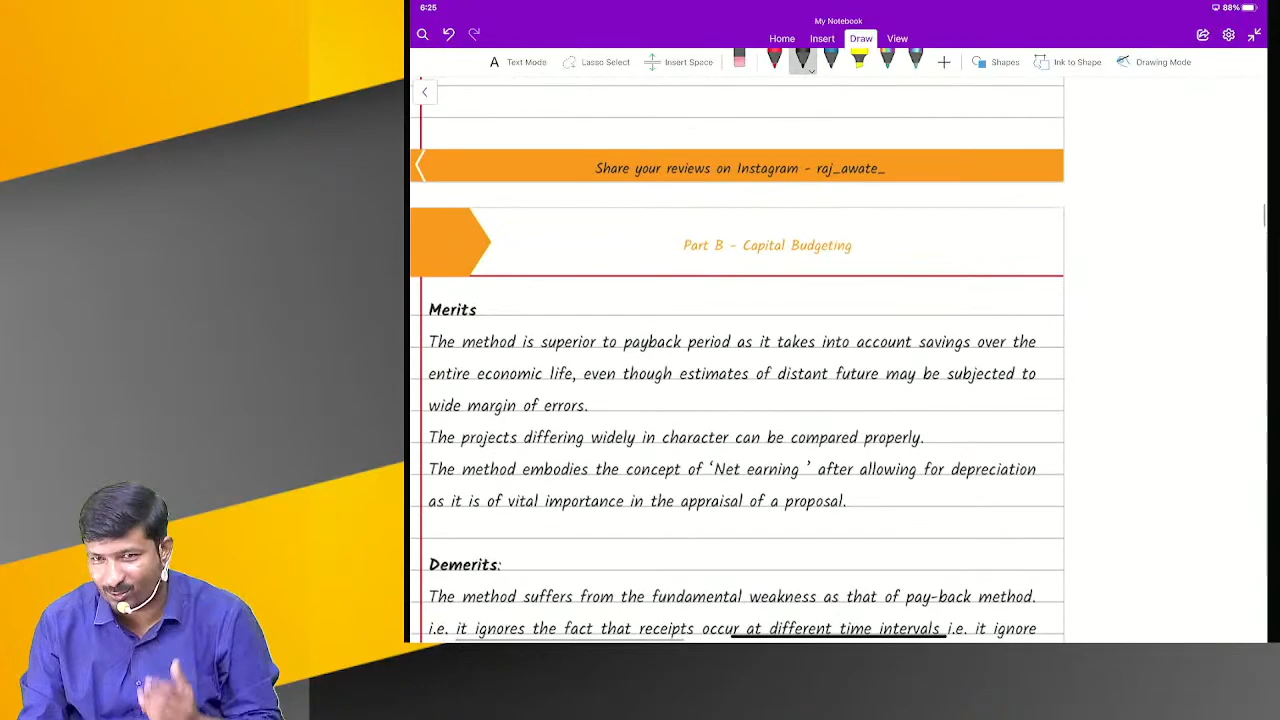 6:25
88%
My Notebook
Home Insert Draw View
A Text Mode Lasso Select Insert Space Shapes Ink to Shape Drawing Mode
Share your reviews on Instagram - raj_awate_
Part B - Capital Budgeting
Merits
The method is superior to payback period as it takes into account savings over the
entire economic life, even though estimates of distant future may be subjected to
wide margin of errors.
The projects differing widely in character can be compared properly.
The method embodies the concept of ‘Net earning ’ after allowing for depreciation
as it is of vital importance in the appraisal of a proposal.
Demerits:
The method suffers from the fundamental weakness as that of pay-back method.
i.e. it ignores the fact that receipts occur at different time intervals i.e. it ignore